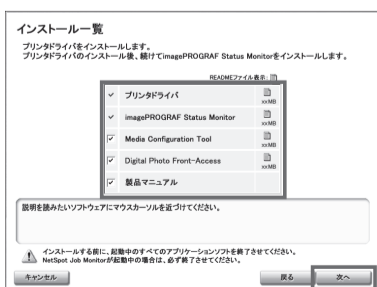 インストール一覧
プリンタドライバをインストールします。
プリンタドライバのインストール後、続けてimagePROGRAF Status Monitorをインストールします。
READMEファイル表示:
プリンタドライバ
xx:MB
imagePROGRAF Status Monitor
xx:MB
Media Configuration Tool
xx:MB
Digital Photo Front-Access
xx:MB
製品マニュアル
説明を読みたいソフトウェアにマウスカーソルを近づけてください。
インストールする前に、起動中のすべてのアプリケーションソフトを終了させてください。
NetSpot Job Monitorが起動中の場合は、必ず終了させてください。
キャンセル 戻る 次へ